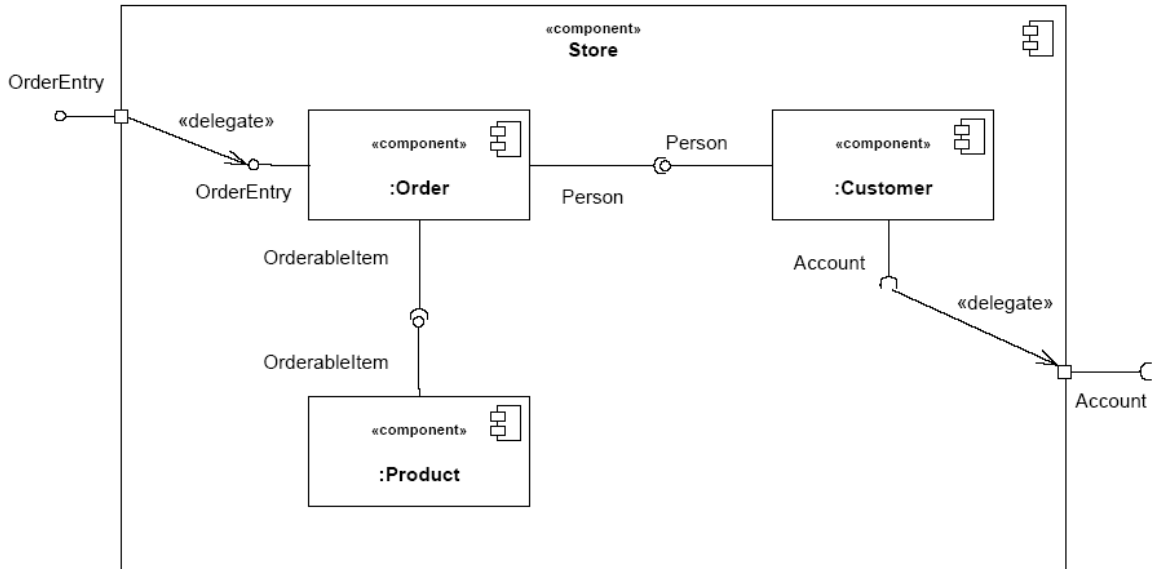 «component»
Store
OrderEntry
«delegate»
OrderEntry
«component»
:Order
Person
Person
«component»
:Customer
OrderableItem
OrderableItem
Account
«delegate»
Account
«component»
:Product